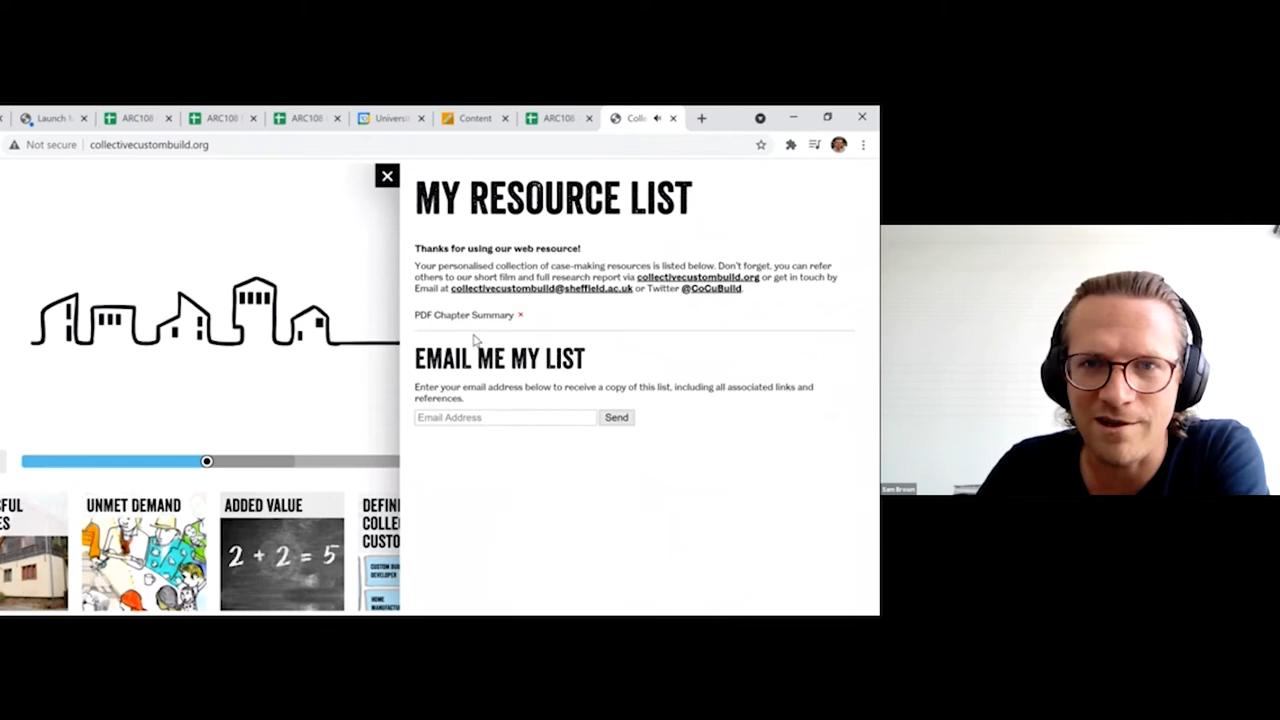 Launch
ARC108
ARC108
ARC108
Universit
Content
ARC108
Colle
Not secure
collectivecustombuild.org
MY RESOURCE LIST
Thanks for using our web resource!
Your personalised collection of case-making resources is listed below. Don't forget, you can refer
others to our short film and full research report via collectivecustombuild.org or get in touch by
Email at collectivecustombuild@sheffield.ac.uk or Twitter @CoCuBuild.
PDF Chapter Summary ×
EMAIL ME MY LIST
Enter your email address below to receive a copy of this list, including all associated links and
references.
Email Address
Send
UNMET DEMAND
ADDED VALUE
2 + 2 = 5
DEFINI
COLLEC
CUSTO
HOME
Sam Brown